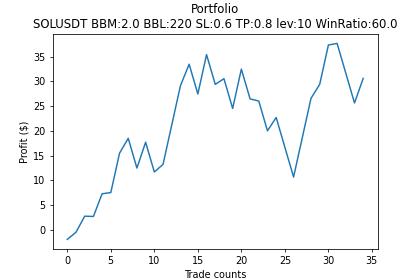 Portfolio
SOLUSDT BBM:2.0 BBL:220 SL:0.6 TP:0.8 lev:10 WinRatio:60.0
35
30
25
20
15
10
5
0
Profit ($)
0 5 10 15 20 25 30 35
Trade counts